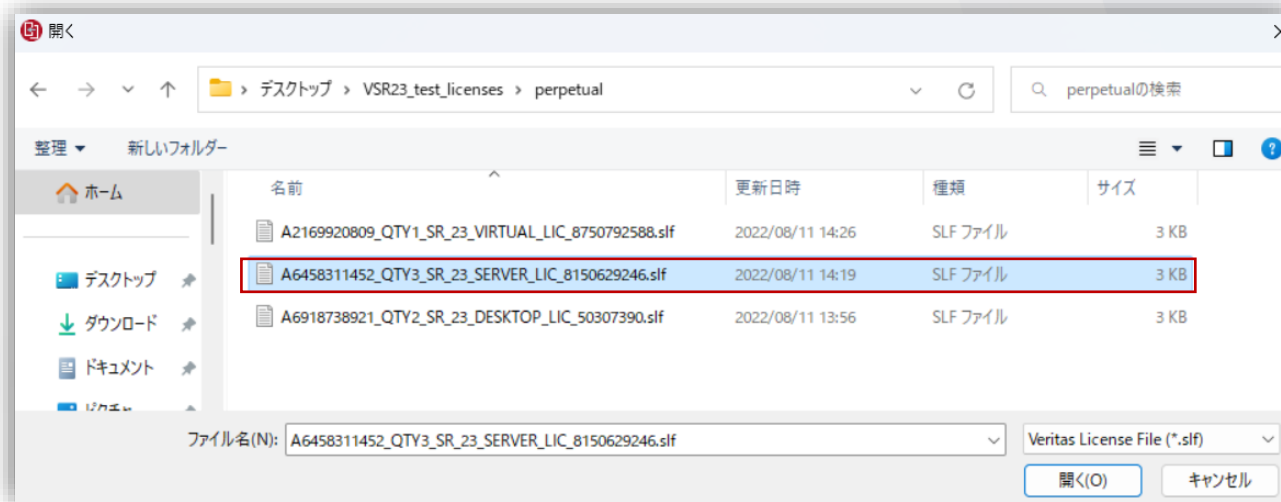 開く
デスクトップ › VSR23_test_licenses › perpetual
perpetualの検索
整理 新しいフォルダー
ホーム
名前 更新日時 種類 サイズ
A2169920809_QTY1_SR_23_VIRTUAL_LIC_8750792588.slf 2022/08/11 14:26 SLF ファイル 3 KB
デスクトップ
A6458311452_QTY3_SR_23_SERVER_LIC_8150629246.slf 2022/08/11 14:19 SLF ファイル 3 KB
ダウンロード
A6918738921_QTY2_SR_23_DESKTOP_LIC_50307390.slf 2022/08/11 13:56 SLF ファイル 3 KB
ドキュメント
ファイル名(N): A6458311452_QTY3_SR_23_SERVER_LIC_8150629246.slf Veritas License File (*.slf)
開く(O) キャンセル